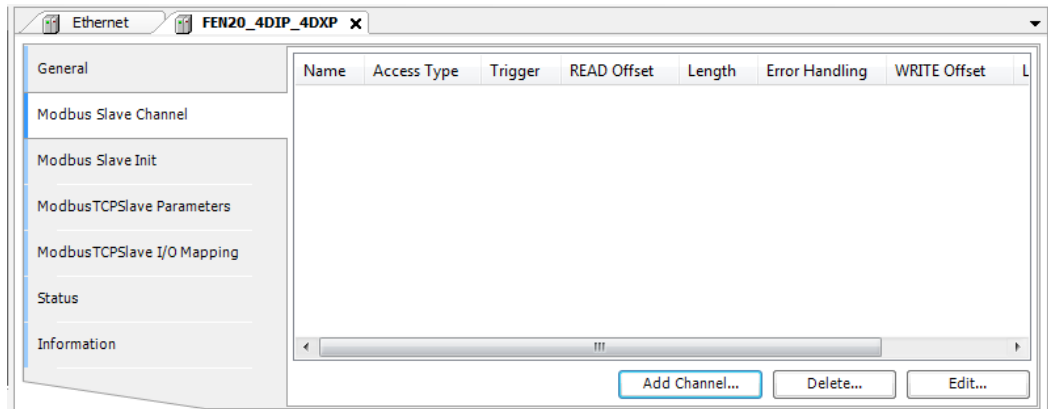 Ethernet FEN20_4DIP_4DXP X
General
Name Access Type Trigger READ Offset Length Error Handling WRITE Offset L
Modbus Slave Channel
Modbus Slave Init
ModbusTCPSlave Parameters
ModbusTCPSlave I/O Mapping
Status
Information
Add Channel... Delete... Edit...